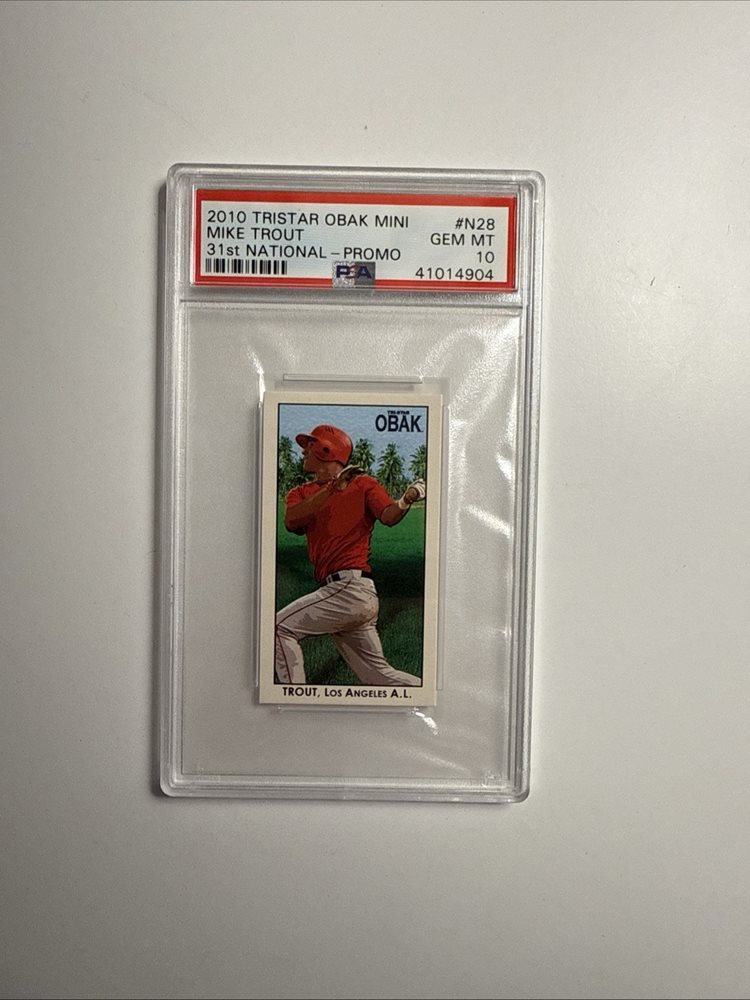 2010 TRISTAR OBAK MINI #N28
MIKE TROUT GEM MT
31st NATIONAL – PROMO 10
PSA 41014904
TRISTAR
OBAK
TROUT, LOS ANGELES A.L.